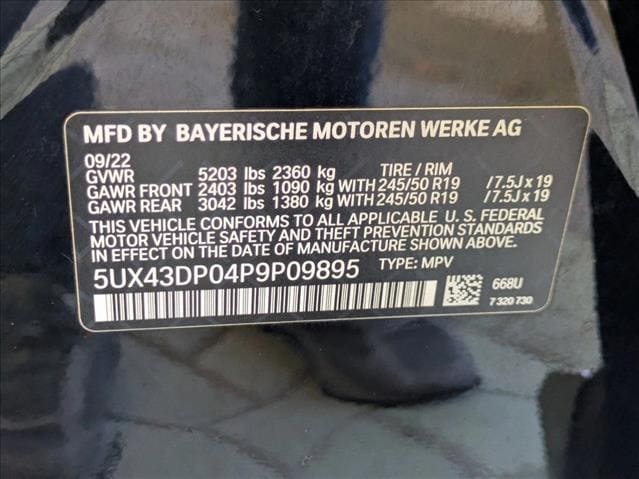 MFD BY BAYERISCHE MOTOREN WERKE AG
09/22
GVWR 5203 lbs 2360 kg TIRE / RIM
GAWR FRONT 2403 lbs 1090 kg WITH 245/50 R19 /7.5J x 19
GAWR REAR 3042 lbs 1380 kg WITH 245/50 R19 /7.5J x 19
THIS VEHICLE CONFORMS TO ALL APPLICABLE U. S. FEDERAL
MOTOR VEHICLE SAFETY AND THEFT PREVENTION STANDARDS
IN EFFECT ON THE DATE OF MANUFACTURE SHOWN ABOVE.
5UX43DP04P9P09895 TYPE: MPV
668U
7 320 730